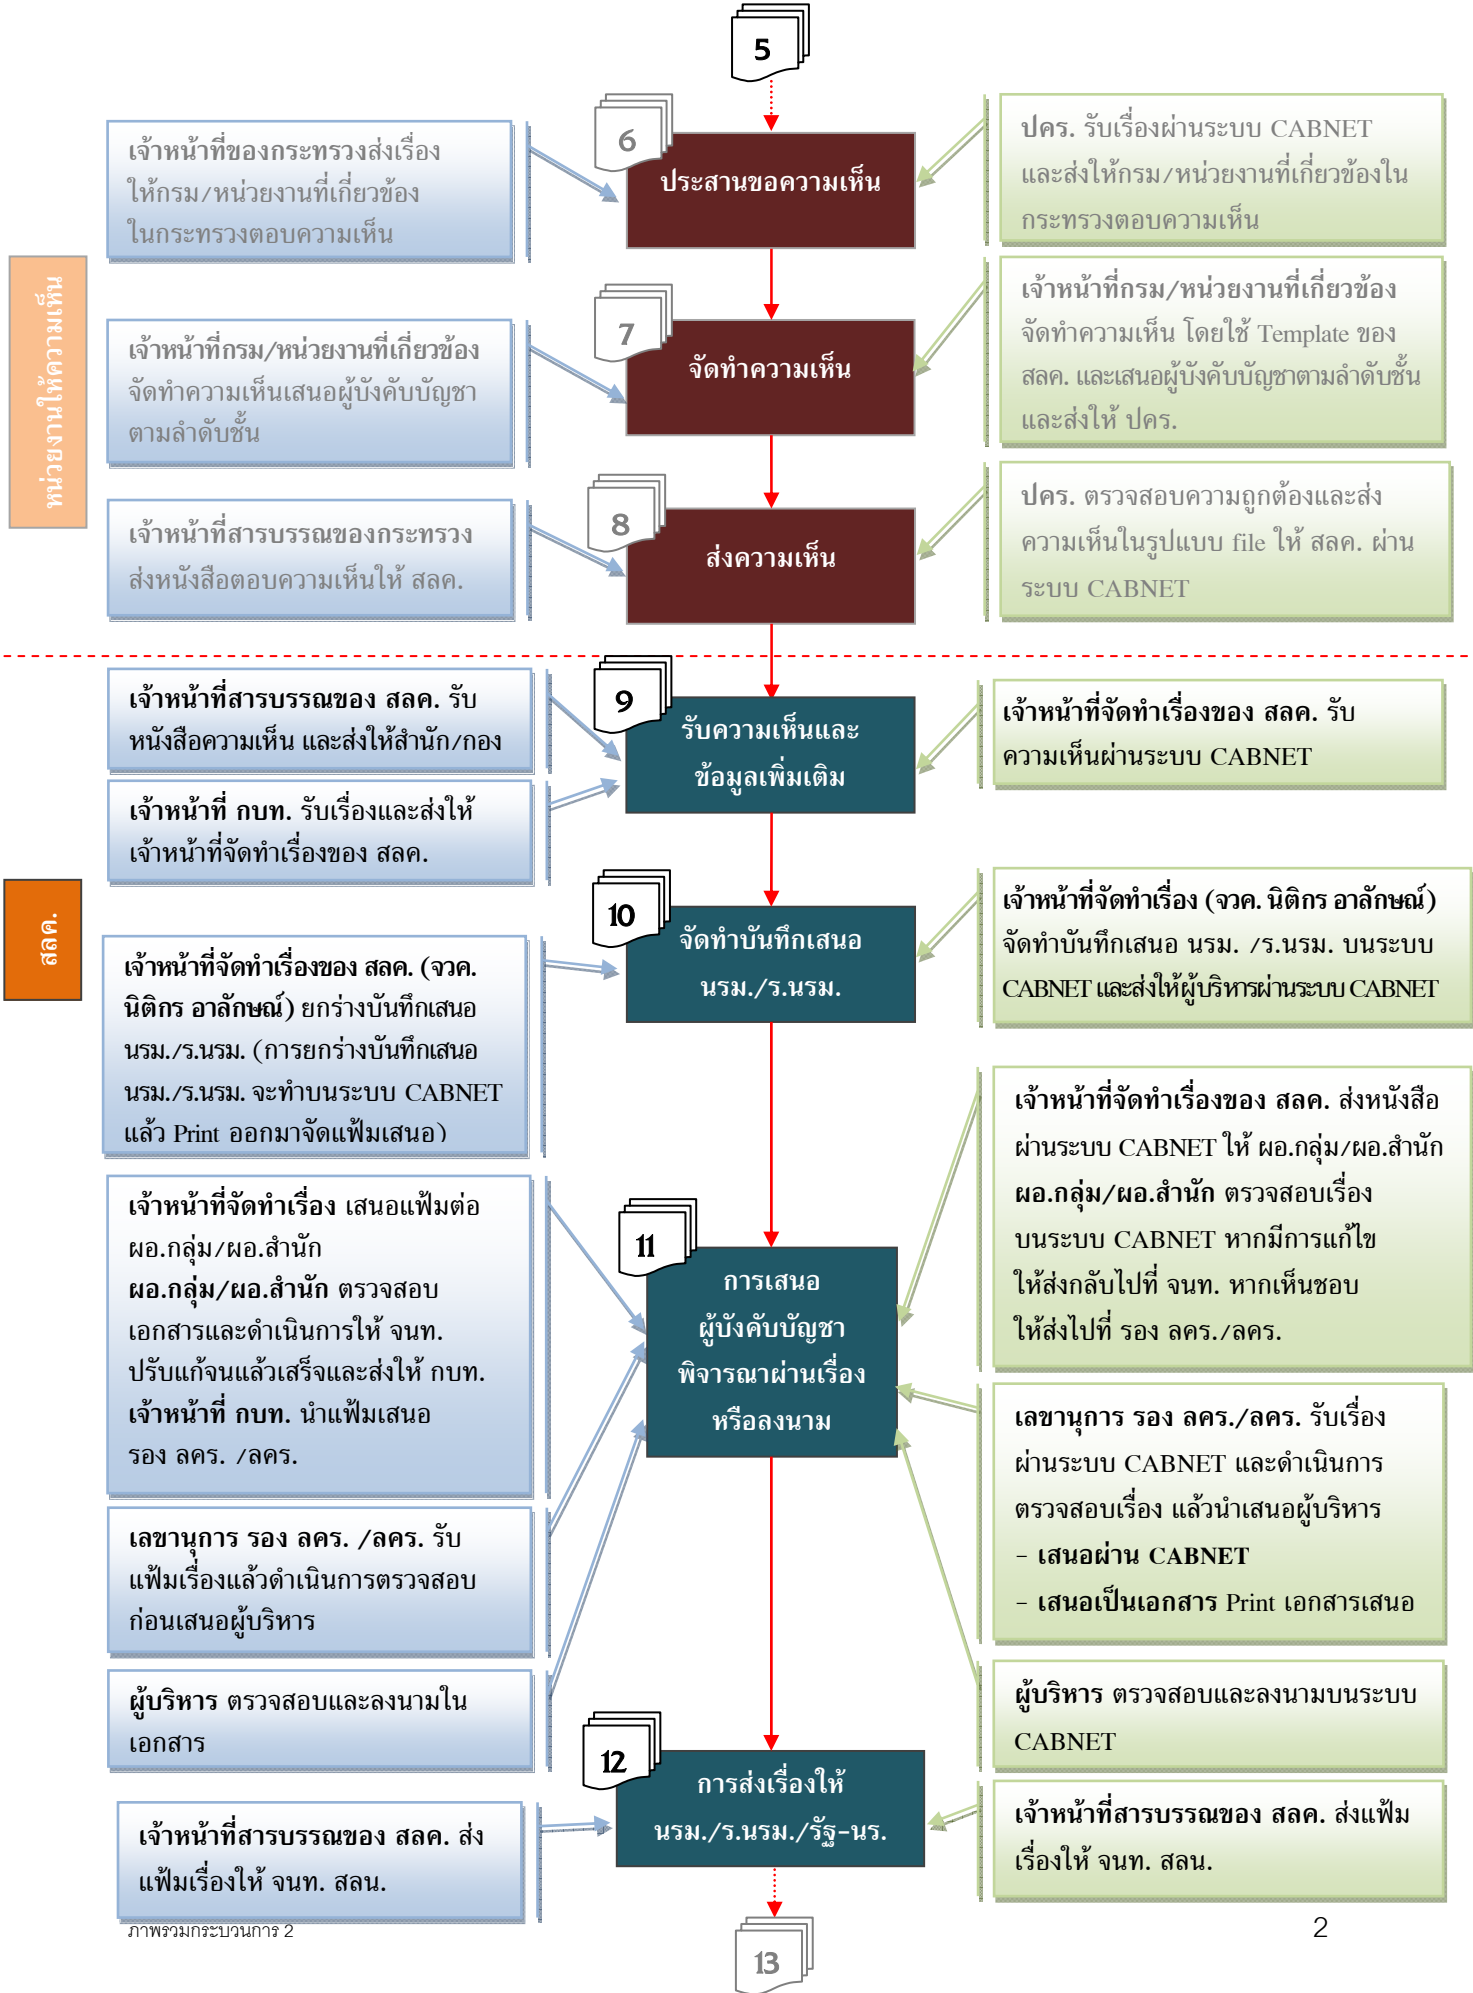 5
6
ประสานขอความเห็น
เจ้าหน้าที่ของกระทรวงส่งเรื่อง
ให้กรม/หน่วยงานที่เกี่ยวข้อง
ในกระทรวงตอบความเห็น
ปคร. รับเรื่องผ่านระบบ CABNET
และส่งให้กรม/หน่วยงานที่เกี่ยวข้องใน
กระทรวงตอบความเห็น
หน่วยงานให้ความเห็น
7
จัดทำความเห็น
เจ้าหน้าที่กรม/หน่วยงานที่เกี่ยวข้อง
จัดทำความเห็นเสนอผู้บังคับบัญชา
ตามลำดับชั้น
เจ้าหน้าที่กรม/หน่วยงานที่เกี่ยวข้อง
จัดทำความเห็น โดยใช้ Template ของ
สลค. และเสนอผู้บังคับบัญชาตามลำดับชั้น
และส่งให้ ปคร.
8
ส่งความเห็น
เจ้าหน้าที่สารบรรณของกระทรวง
ส่งหนังสือตอบความเห็นให้ สลค.
ปคร. ตรวจสอบความถูกต้องและส่ง
ความเห็นในรูปแบบ file ให้ สลค. ผ่าน
ระบบ CABNET
9
รับความเห็นและ
ข้อมูลเพิ่มเติม
เจ้าหน้าที่สารบรรณของ สลค. รับ
หนังสือความเห็น และส่งให้สำนัก/กอง
เจ้าหน้าที่ กบท. รับเรื่องและส่งให้
เจ้าหน้าที่จัดทำเรื่องของ สลค.
เจ้าหน้าที่จัดทำเรื่องของ สลค. รับ
ความเห็นผ่านระบบ CABNET
สลค.
10
จัดทำบันทึกเสนอ
นรม./ร.นรม.
เจ้าหน้าที่จัดทำเรื่องของ สลค. (จวค.
นิติกร อาลักษณ์) ยกร่างบันทึกเสนอ
นรม./ร.นรม. (การยกร่างบันทึกเสนอ
นรม./ร.นรม. จะทำบนระบบ CABNET
แล้ว Print ออกมาจัดแฟ้มเสนอ)
เจ้าหน้าที่จัดทำเรื่อง (จวค. นิติกร อาลักษณ์)
จัดทำบันทึกเสนอ นรม. /ร.นรม. บนระบบ
CABNET และส่งให้ผู้บริหารผ่านระบบ CABNET
11
การเสนอ
ผู้บังคับบัญชา
พิจารณาผ่านเรื่อง
หรือลงนาม
เจ้าหน้าที่จัดทำเรื่อง เสนอแฟ้มต่อ
ผอ.กลุ่ม/ผอ.สำนัก
ผอ.กลุ่ม/ผอ.สำนัก ตรวจสอบ
เอกสารและดำเนินการให้ จนท.
ปรับแก้จนแล้วเสร็จและส่งให้ กบท.
เจ้าหน้าที่ กบท. นำแฟ้มเสนอ
รอง ลคร. /ลคร.
เลขานุการ รอง ลคร. /ลคร. รับ
แฟ้มเรื่องแล้วดำเนินการตรวจสอบ
ก่อนเสนอผู้บริหาร
ผู้บริหาร ตรวจสอบและลงนามใน
เอกสาร
เจ้าหน้าที่จัดทำเรื่องของ สลค. ส่งหนังสือ
ผ่านระบบ CABNET ให้ ผอ.กลุ่ม/ผอ.สำนัก
ผอ.กลุ่ม/ผอ.สำนัก ตรวจสอบเรื่อง
บนระบบ CABNET หากมีการแก้ไข
ให้ส่งกลับไปที่ จนท. หากเห็นชอบ
ให้ส่งไปที่ รอง ลคร./ลคร.
เลขานุการ รอง ลคร./ลคร. รับเรื่อง
ผ่านระบบ CABNET และดำเนินการ
ตรวจสอบเรื่อง แล้วนำเสนอผู้บริหาร
- เสนอผ่าน CABNET
- เสนอเป็นเอกสาร Print เอกสารเสนอ
ผู้บริหาร ตรวจสอบและลงนามบนระบบ
CABNET
12
การส่งเรื่องให้
นรม./ร.นรม./รัฐ-นร.
เจ้าหน้าที่สารบรรณของ สลค. ส่ง
แฟ้มเรื่องให้ จนท. สลน.
เจ้าหน้าที่สารบรรณของ สลค. ส่งแฟ้ม
เรื่องให้ จนท. สลน.
ภาพรวมกระบวนการ 2
2
13